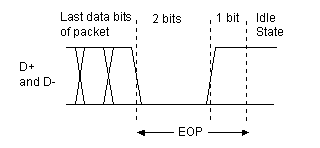 Last data bits
of packet
2 bits
1 bit
Idle
State
D+
and D-
EOP